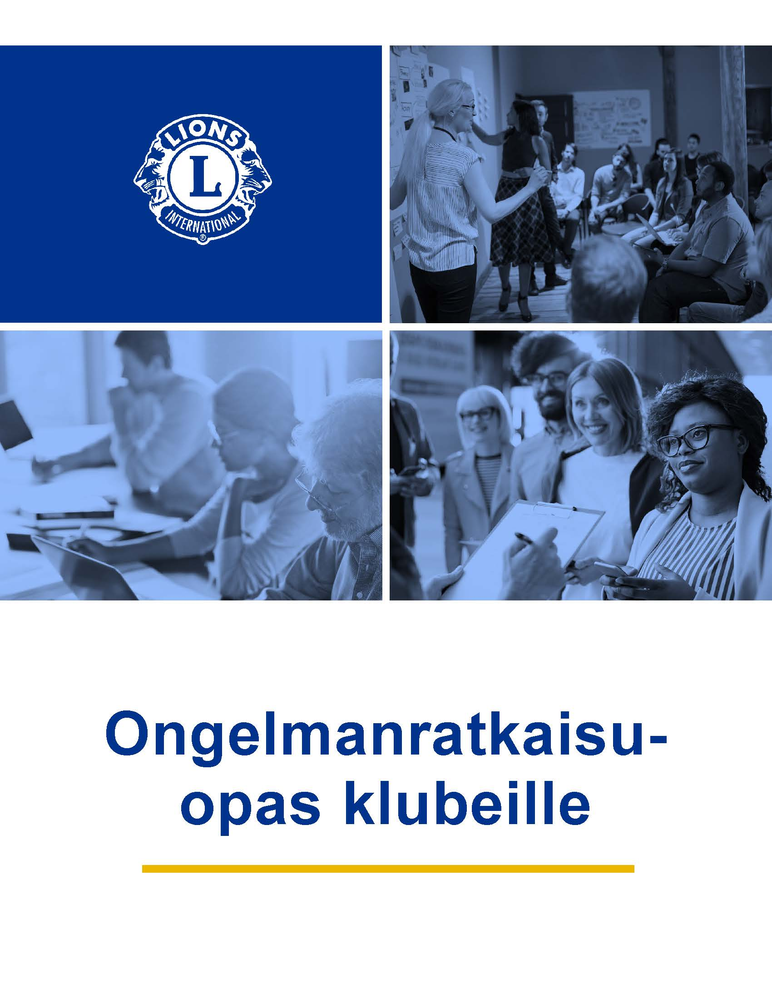 LIONS
L
INTERNATIONAL
®
Ongelmanratkaisu-
opas klubeille